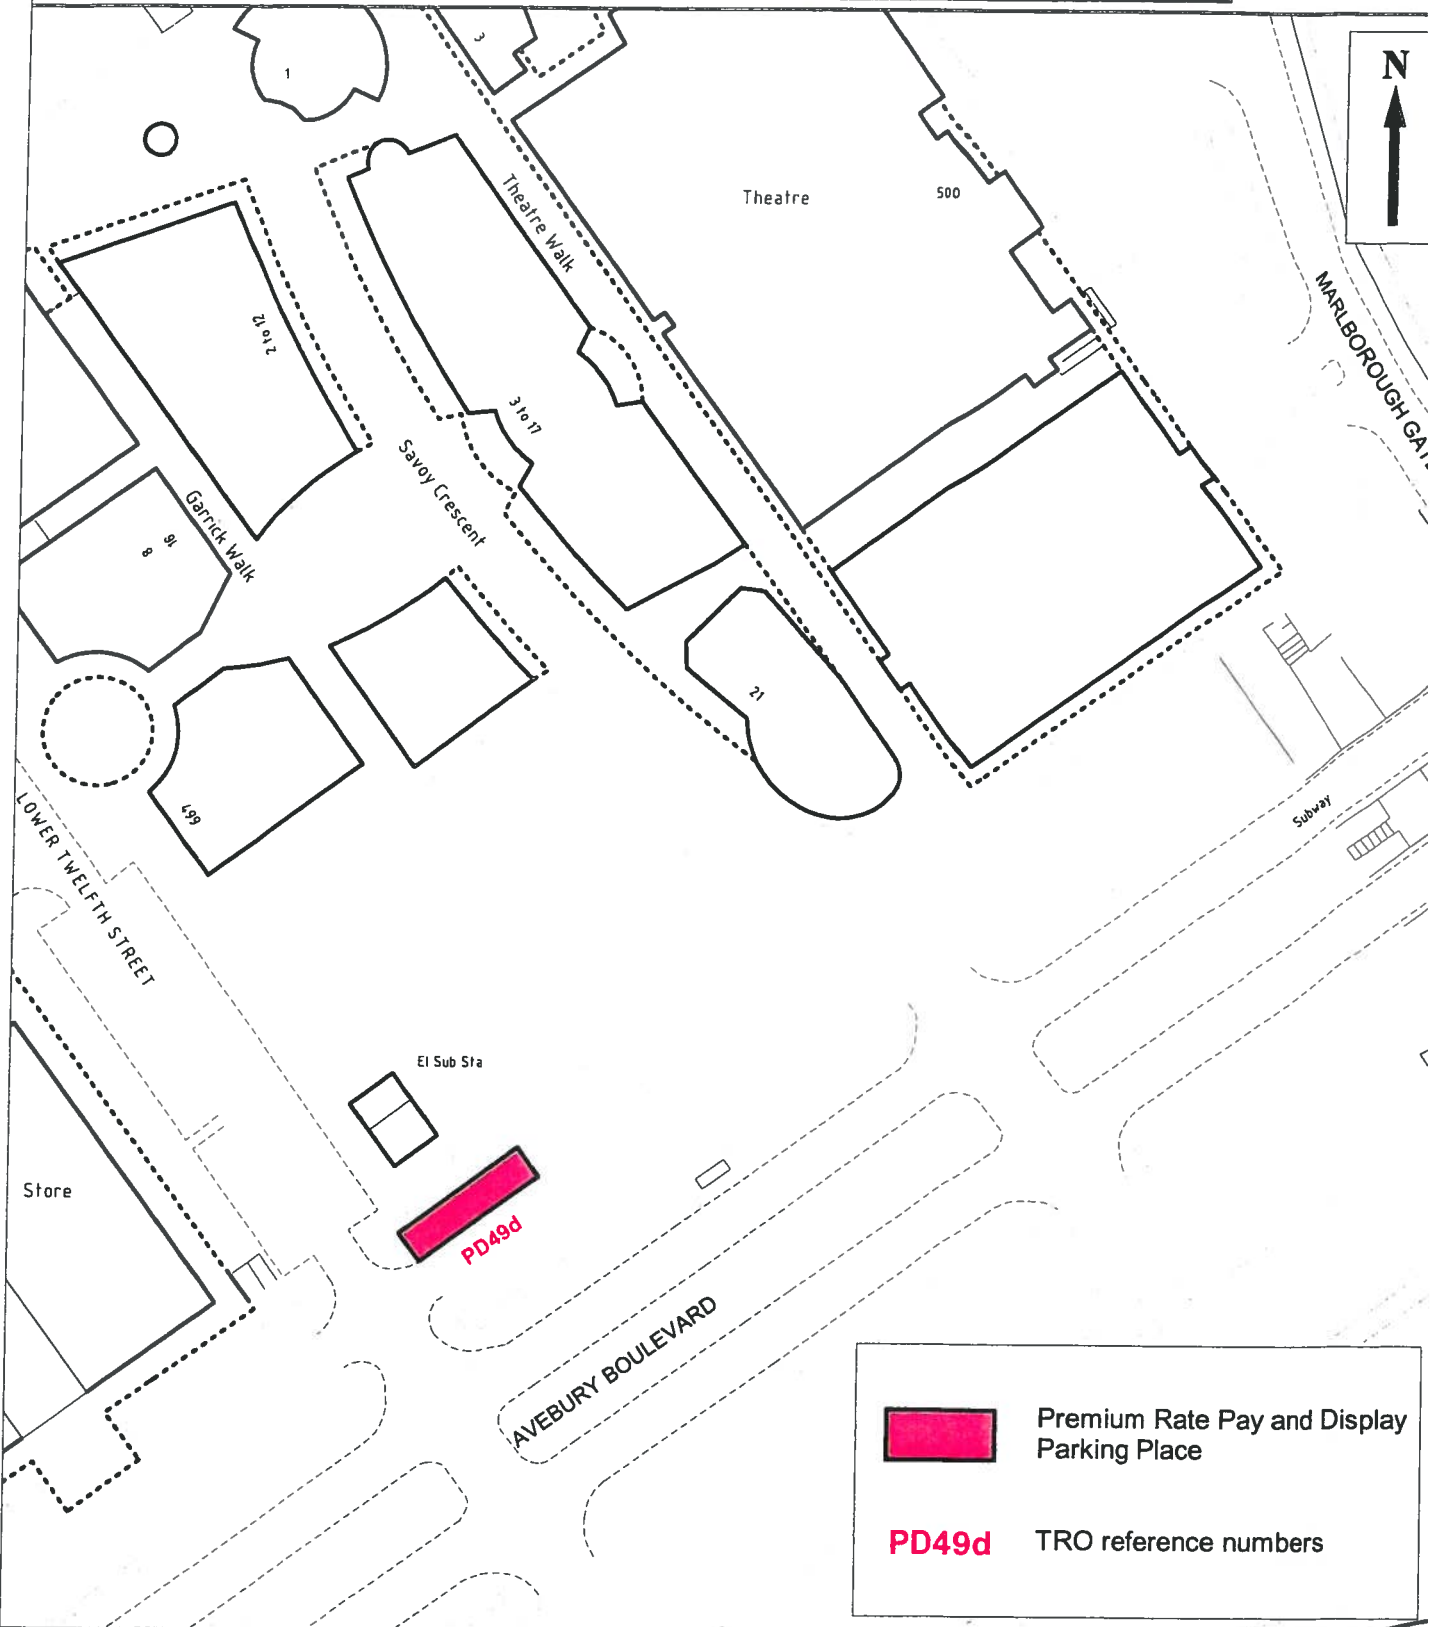 N
1
3
Theatre
500
Theatre Walk
MARLBOROUGH GAT
2 to 12
3 to 17
Savoy Crescent
Garrick Walk
16
8
21
499
LOWER TWELFTH STREET
Subway
El Sub Sta
Store
PD49d
AVEBURY BOULEVARD
Premium Rate Pay and Display
Parking Place
PD49d TRO reference numbers